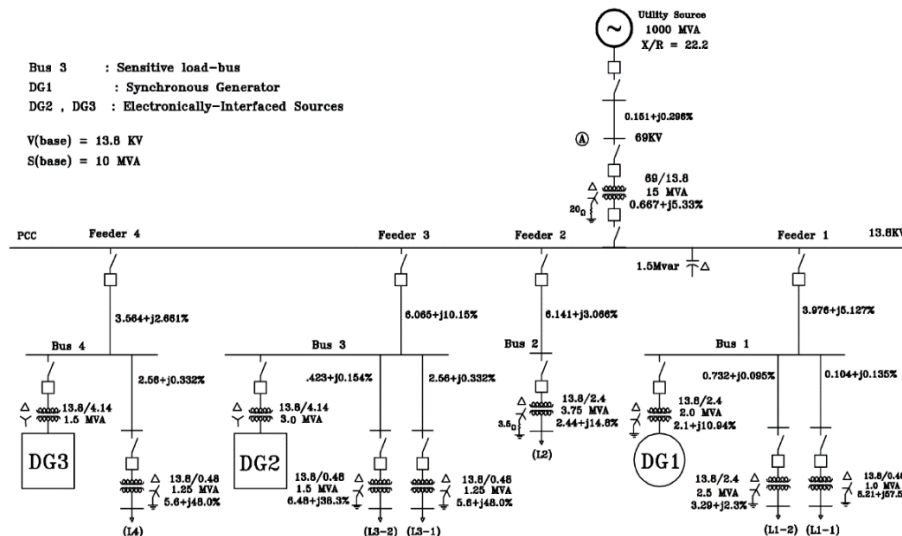 Utility Source
1000 MVA
X/R = 22.2
Bus 3 : Sensitive load-bus
DG1 : Synchronous Generator
DG2 , DG3 : Electronically-Interfaced Sources
V(base) = 13.8 KV
S(base) = 10 MVA
0.151+j0.296%
A
69KV
69/13.8
15 MVA
0.667+j5.33%
20Ω
PCC
Feeder 4
Feeder 3
Feeder 2
Feeder 1
13.8KV
1.5Mvar
3.564+j2.661%
6.065+j10.15%
6.141+j3.066%
3.976+j5.127%
Bus 4
Bus 3
Bus 2
Bus 1
2.56+j0.332%
.423+j0.154%
2.56+j0.332%
0.732+j0.095%
0.104+j0.135%
13.8/4.14
1.5 MVA
DG3
13.8/0.48
1.25 MVA
5.6+j48.0%
(L4)
13.8/4.14
3.0 MVA
DG2
13.8/0.48
1.5 MVA
6.48+j38.3%
(L3-2)
13.8/0.48
1.25 MVA
5.6+j48.0%
(L3-1)
13.8/2.4
3.75 MVA
2.44+j14.8%
3.5Ω
(L2)
13.8/2.4
2.0 MVA
2.1+j10.94%
DG1
13.8/2.4
2.5 MVA
3.29+j2.3%
(L1-2)
13.8/0.48
1.0 MVA
(L1-1)